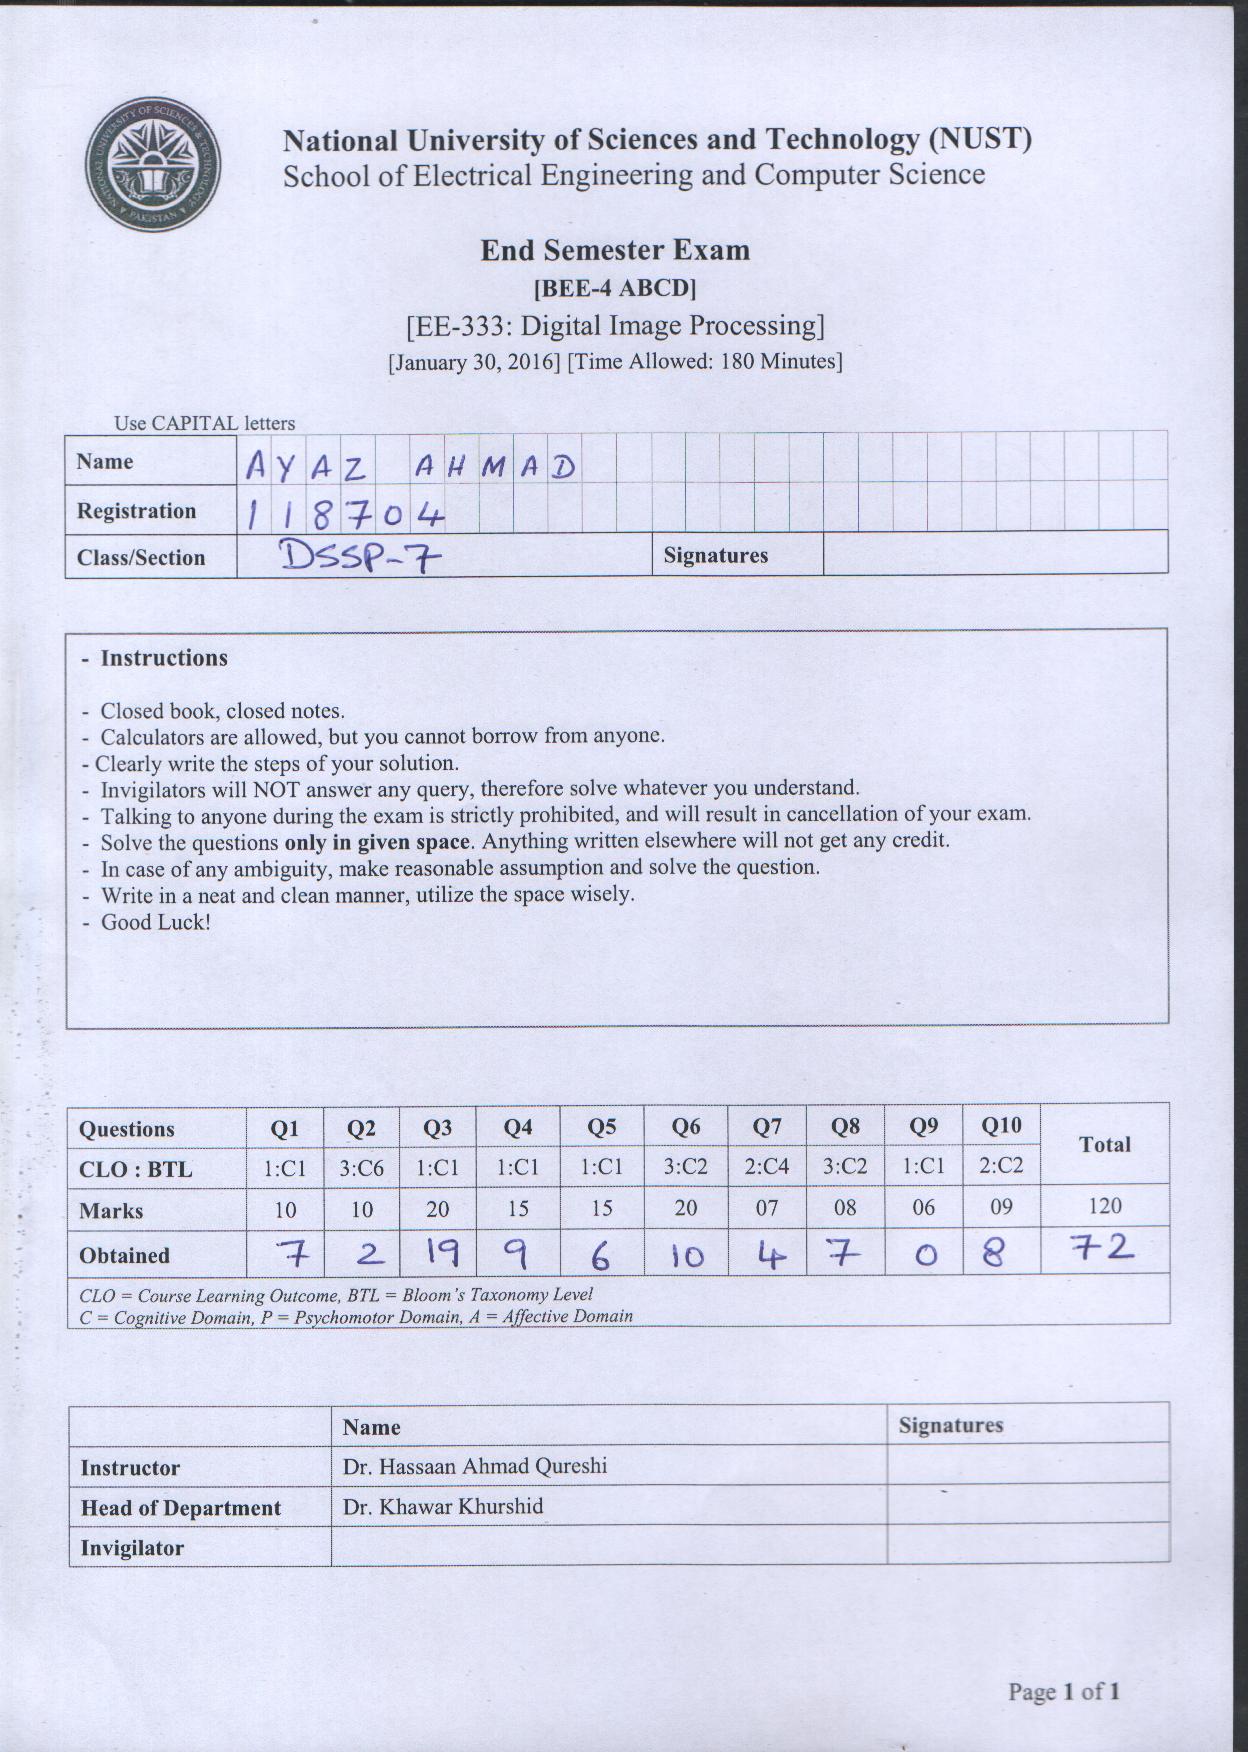 NATIONAL UNIVERSITY OF SCIENCES & TECHNOLOGY
PAKISTAN
National University of Sciences and Technology (NUST)
School of Electrical Engineering and Computer Science
End Semester Exam
[BEE-4 ABCD]
[EE-333: Digital Image Processing]
[January 30, 2016] [Time Allowed: 180 Minutes]
Use CAPITAL letters
Name AYAZ AHMAD
Registration 118704
Class/Section DSSP-7 Signatures
- Instructions
- Closed book, closed notes.
- Calculators are allowed, but you cannot borrow from anyone.
- Clearly write the steps of your solution.
- Invigilators will NOT answer any query, therefore solve whatever you understand.
- Talking to anyone during the exam is strictly prohibited, and will result in cancellation of your exam.
- Solve the questions only in given space. Anything written elsewhere will not get any credit.
- In case of any ambiguity, make reasonable assumption and solve the question.
- Write in a neat and clean manner, utilize the space wisely.
- Good Luck!
Questions Q1 Q2 Q3 Q4 Q5 Q6 Q7 Q8 Q9 Q10 Total
CLO : BTL 1:C1 3:C6 1:C1 1:C1 1:C1 3:C2 2:C4 3:C2 1:C1 2:C2
Marks 10 10 20 15 15 20 07 08 06 09 120
Obtained 7 2 19 9 6 10 4 7 0 8 72
CLO = Course Learning Outcome, BTL = Bloom's Taxonomy Level
C = Cognitive Domain, P = Psychomotor Domain, A = Affective Domain
Name Signatures
Instructor Dr. Hassaan Ahmad Qureshi
Head of Department Dr. Khawar Khurshid
Invigilator
Page 1 of 1